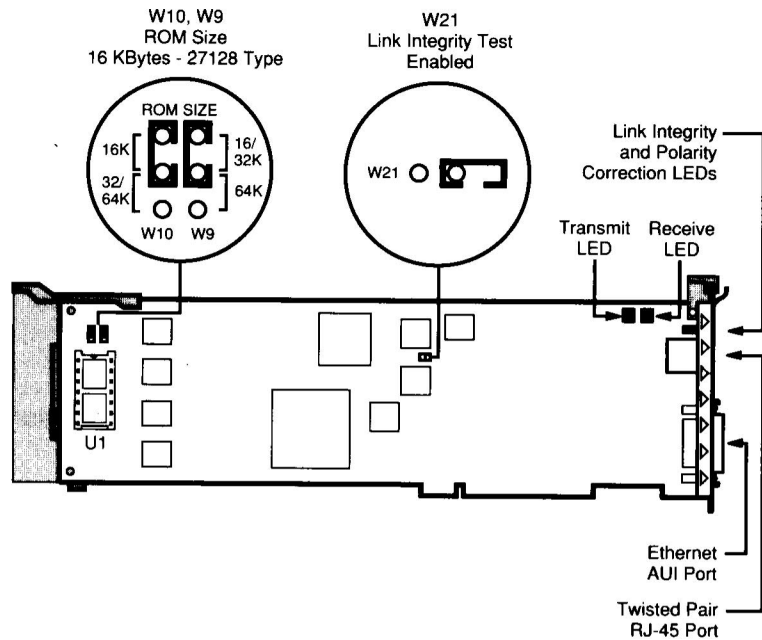 W10, W9
ROM Size
16 KBytes - 27128 Type
ROM SIZE
16K
16/
32K
32/
64K
64K
W10 W9
W21
Link Integrity Test
Enabled
W21
Link Integrity
and Polarity
Correction LEDs
Transmit
LED
Receive
LED
U1
Ethernet
AUI Port
Twisted Pair
RJ-45 Port